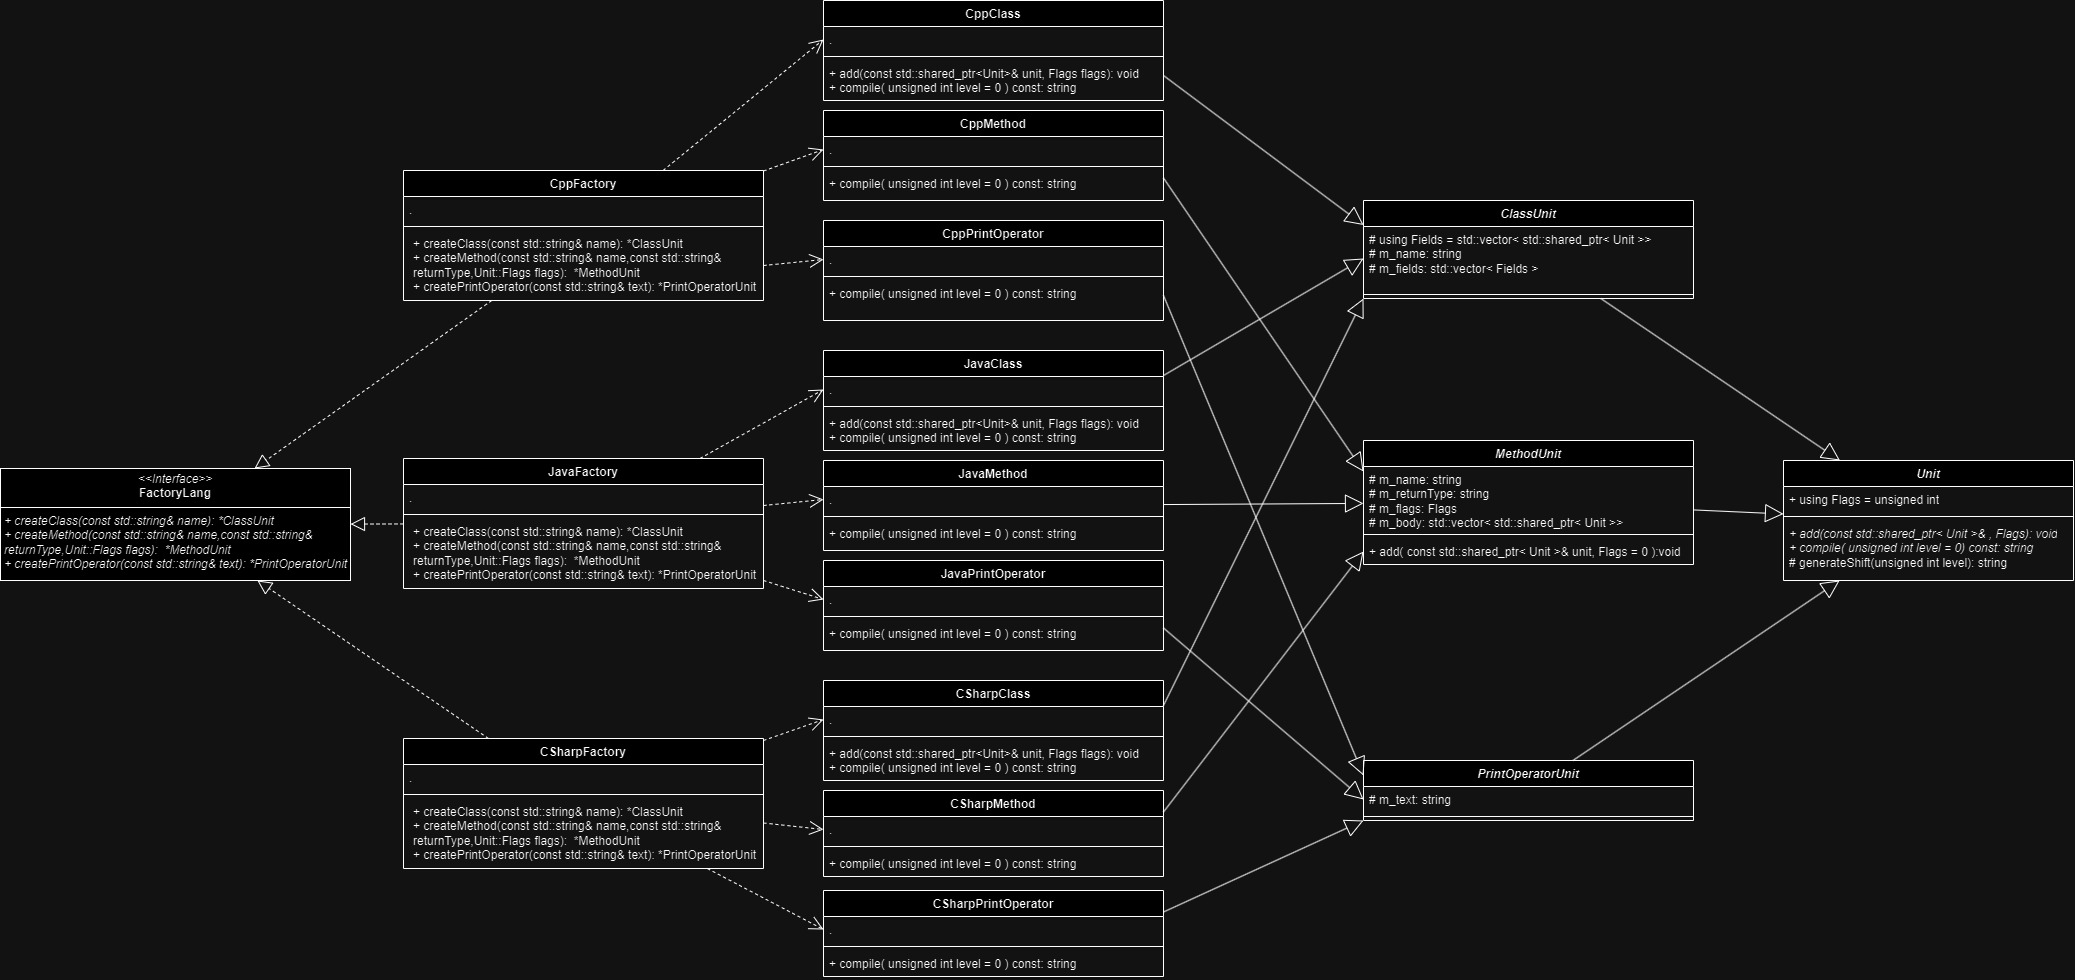 <<Interface>>
FactoryLang
+ createClass(const std::string& name): *ClassUnit
+ createMethod(const std::string& name,const std::string&
returnType,Unit::Flags flags):  *MethodUnit
+ createPrintOperator(const std::string& text): *PrintOperatorUnit
CppFactory
.
+ createClass(const std::string& name): *ClassUnit
+ createMethod(const std::string& name,const std::string&
returnType,Unit::Flags flags):  *MethodUnit
+ createPrintOperator(const std::string& text): *PrintOperatorUnit
JavaFactory
.
+ createClass(const std::string& name): *ClassUnit
+ createMethod(const std::string& name,const std::string&
returnType,Unit::Flags flags):  *MethodUnit
+ createPrintOperator(const std::string& text): *PrintOperatorUnit
CSharpFactory
.
+ createClass(const std::string& name): *ClassUnit
+ createMethod(const std::string& name,const std::string&
returnType,Unit::Flags flags):  *MethodUnit
+ createPrintOperator(const std::string& text): *PrintOperatorUnit
CppClass
.
+ add(const std::shared_ptr<Unit>& unit, Flags flags): void
+ compile( unsigned int level = 0 ) const: string
CppMethod
.
+ compile( unsigned int level = 0 ) const: string
CppPrintOperator
.
+ compile( unsigned int level = 0 ) const: string
JavaClass
.
+ add(const std::shared_ptr<Unit>& unit, Flags flags): void
+ compile( unsigned int level = 0 ) const: string
JavaMethod
.
+ compile( unsigned int level = 0 ) const: string
JavaPrintOperator
.
+ compile( unsigned int level = 0 ) const: string
CSharpClass
.
+ add(const std::shared_ptr<Unit>& unit, Flags flags): void
+ compile( unsigned int level = 0 ) const: string
CSharpMethod
.
+ compile( unsigned int level = 0 ) const: string
CSharpPrintOperator
.
+ compile( unsigned int level = 0 ) const: string
ClassUnit
# using Fields = std::vector< std::shared_ptr< Unit >>
# m_name: string
# m_fields: std::vector< Fields >
MethodUnit
# m_name: string
# m_returnType: string
# m_flags: Flags
# m_body: std::vector< std::shared_ptr< Unit >>
+ add( const std::shared_ptr< Unit >& unit, Flags = 0 ):void
PrintOperatorUnit
# m_text: string
Unit
+ using Flags = unsigned int
+ add(const std::shared_ptr< Unit >& , Flags): void
+ compile( unsigned int level = 0) const: string
# generateShift(unsigned int level): string